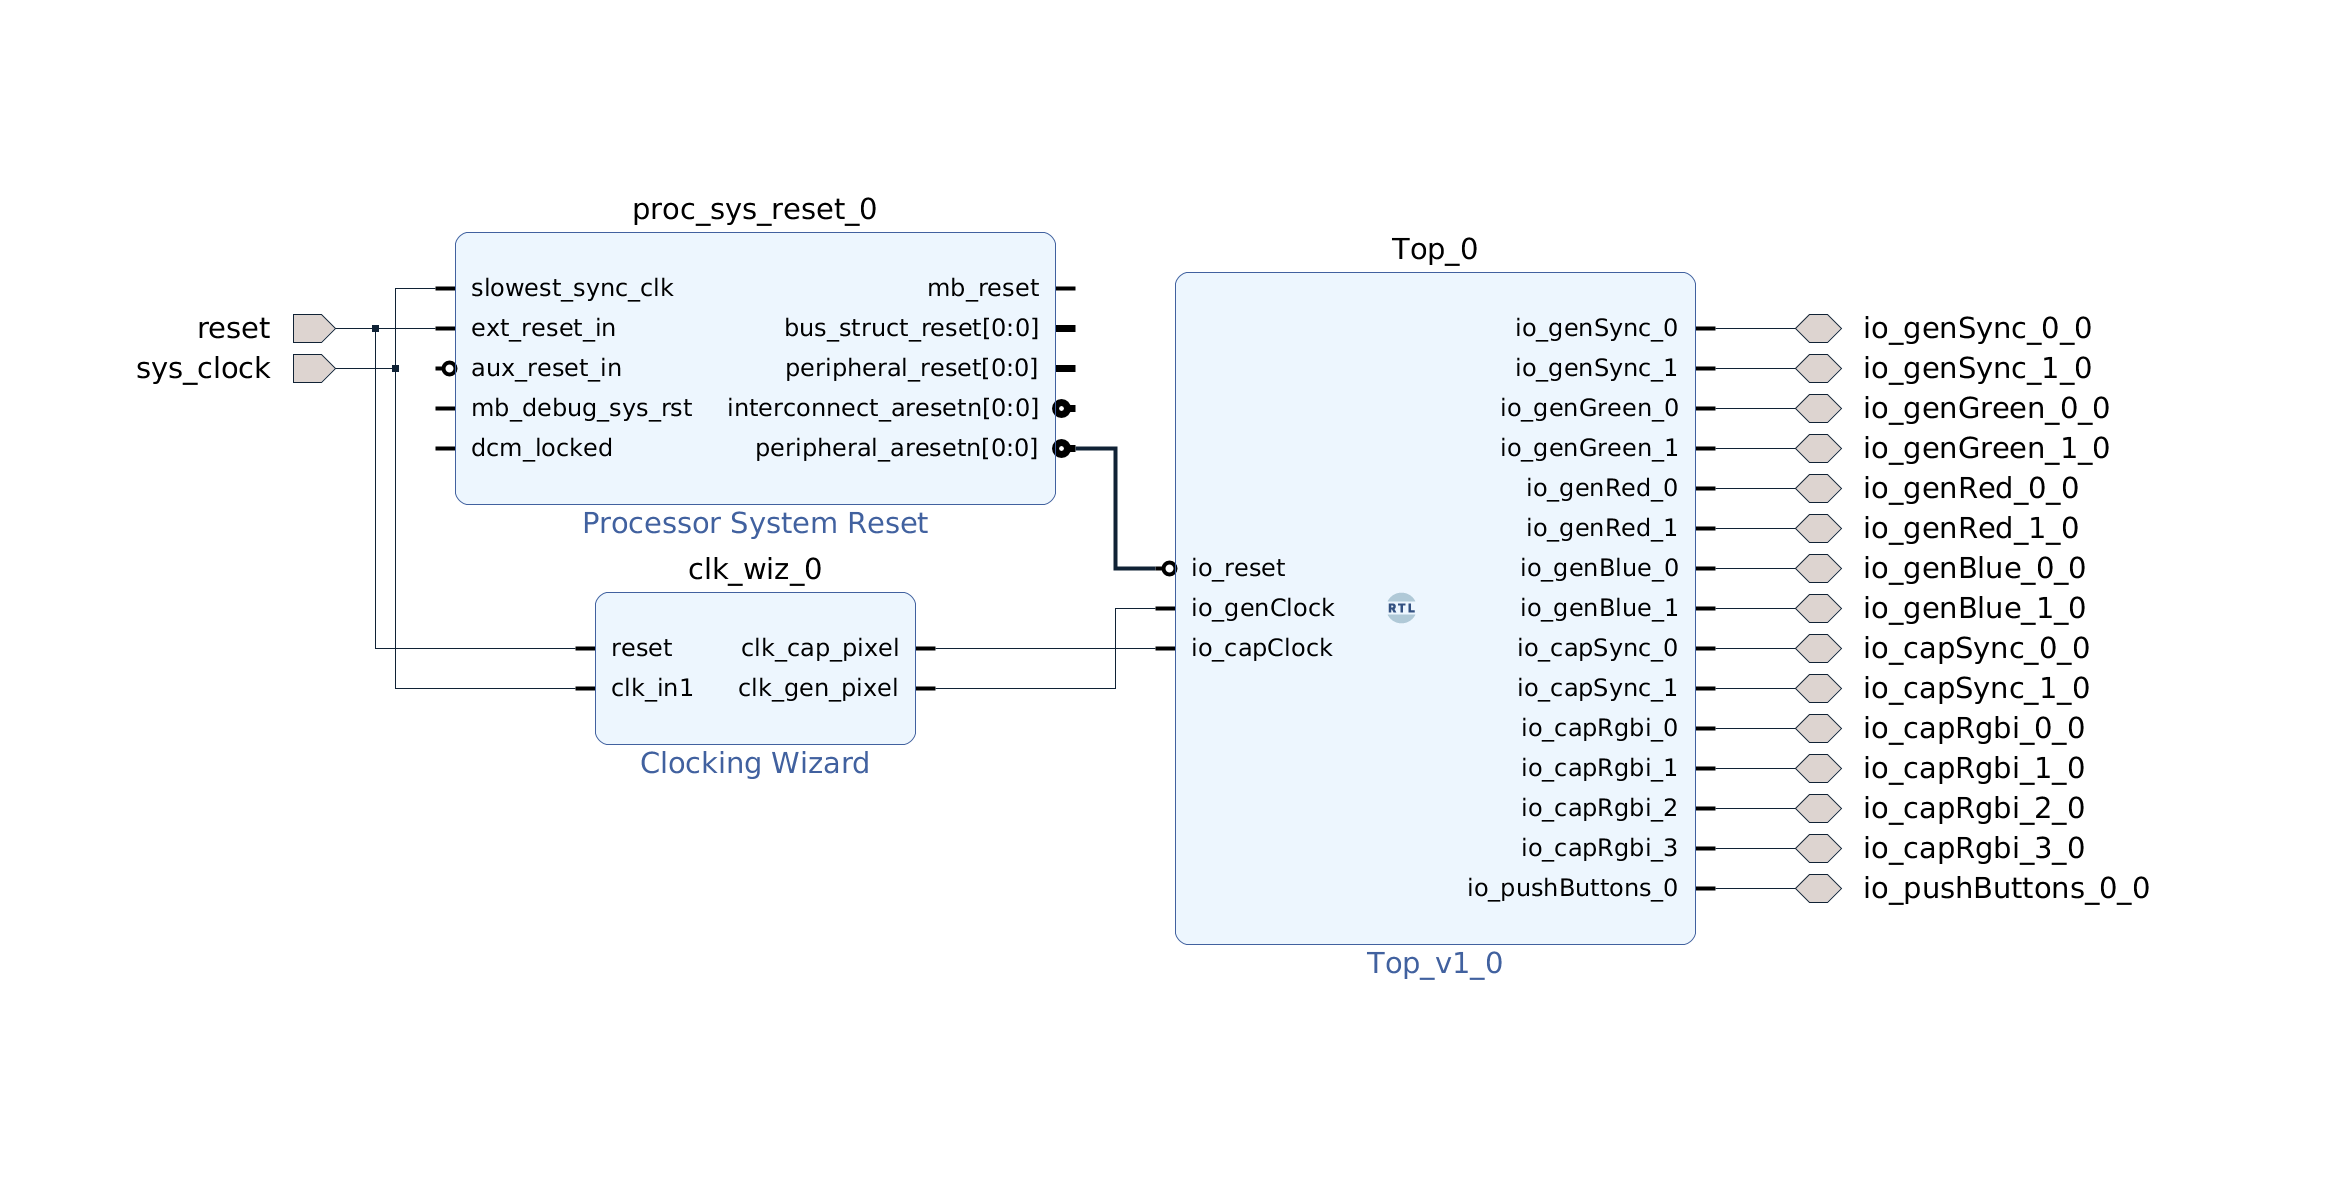 reset
sys_clock
proc_sys_reset_0
slowest_sync_clk
ext_reset_in
aux_reset_in
mb_debug_sys_rst
dcm_locked
mb_reset
bus_struct_reset[0:0]
peripheral_reset[0:0]
interconnect_aresetn[0:0]
peripheral_aresetn[0:0]
Processor System Reset
clk_wiz_0
reset
clk_in1
clk_cap_pixel
clk_gen_pixel
Clocking Wizard
Top_0
io_reset
io_genClock
io_capClock
RTL
io_genSync_0
io_genSync_1
io_genGreen_0
io_genGreen_1
io_genRed_0
io_genRed_1
io_genBlue_0
io_genBlue_1
io_capSync_0
io_capSync_1
io_capRgbi_0
io_capRgbi_1
io_capRgbi_2
io_capRgbi_3
io_pushButtons_0
Top_v1_0
io_genSync_0_0
io_genSync_1_0
io_genGreen_0_0
io_genGreen_1_0
io_genRed_0_0
io_genRed_1_0
io_genBlue_0_0
io_genBlue_1_0
io_capSync_0_0
io_capSync_1_0
io_capRgbi_0_0
io_capRgbi_1_0
io_capRgbi_2_0
io_capRgbi_3_0
io_pushButtons_0_0